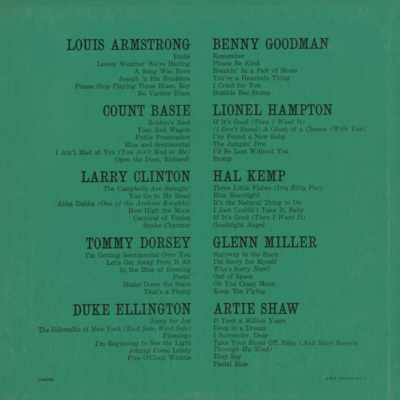 LOUIS ARMSTRONG
Endie
Lovely Weather We're Having
A Song Was Born
Joseph 'n His Brudders
Please Stop Playing Those Blues, Boy
No Variety Blues
COUNT BASIE
Robbin's Nest
Your Red Wagon
Futile Frustration
Blue and Sentimental
I Ain't Mad at You (You Ain't Mad at Me)
Open the Door, Richard!
LARRY CLINTON
The Campbells Are Swingin'
You Go to My Head
Abba Dabba (One of the Arabian Knights)
How High the Moon
Carnival of Venice
Snake Charmer
TOMMY DORSEY
I'm Getting Sentimental Over You
Let's Get Away from It All
In the Blue of Evening
Posin'
Shake Down the Stars
That's a Plenty
DUKE ELLINGTON
Jump for Joy
The Sidewalks of New York (East Side, West Side)
Flamingo
I'm Beginning to See the Light
Johnny Come Lately
Five O'Clock Whistle
BENNY GOODMAN
Remember
Please Be Kind
Breakin' In a Pair of Shoes
You're a Heavenly Thing
I Cried for You
Bumble Bee Stomp
LIONEL HAMPTON
If It's Good (Then I Want It)
(I Don't Stand) A Ghost of a Chance (With You)
I've Found a New Baby
The Jumpin' Jive
I'd Be Lost Without You
Stomp
HAL KEMP
Three Little Fishes (Itty Bitty Poo)
Blue Moonlight
It's the Natural Thing to Do
I Just Couldn't Take It, Baby
If It's Good (Then I Want It)
Goodnight Angel
GLENN MILLER
Stairway to the Stars
I'm Sorry for Myself
Who's Sorry Now?
Out of Space
Oh You Crazy Moon
Keep 'Em Flying
ARTIE SHAW
It Took a Million Years
Deep in a Dream
I Surrender, Dear
Take Your Shoes Off, Baby (And Start Runnin Through My Mind)
They Say
Pastel Blue